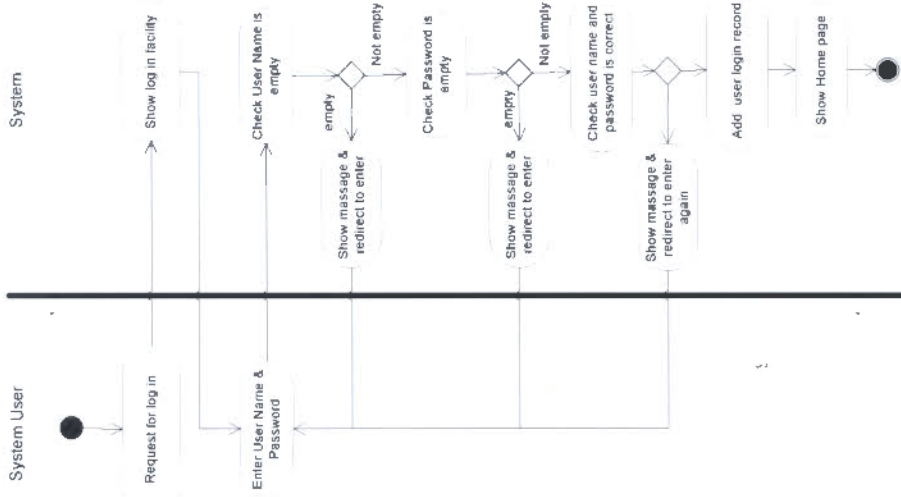 System User
System
Request for log in
Show log in facility
Enter User Name &
Password
Check User Name is
empty
empty
Not empty
Show massage &
redirect to enter
Check Password is
empty
empty
Not empty
Show massage &
redirect to enter
Check user name and
password is correct
Show massage &
redirect to enter
again
Add user login record
Show Home page